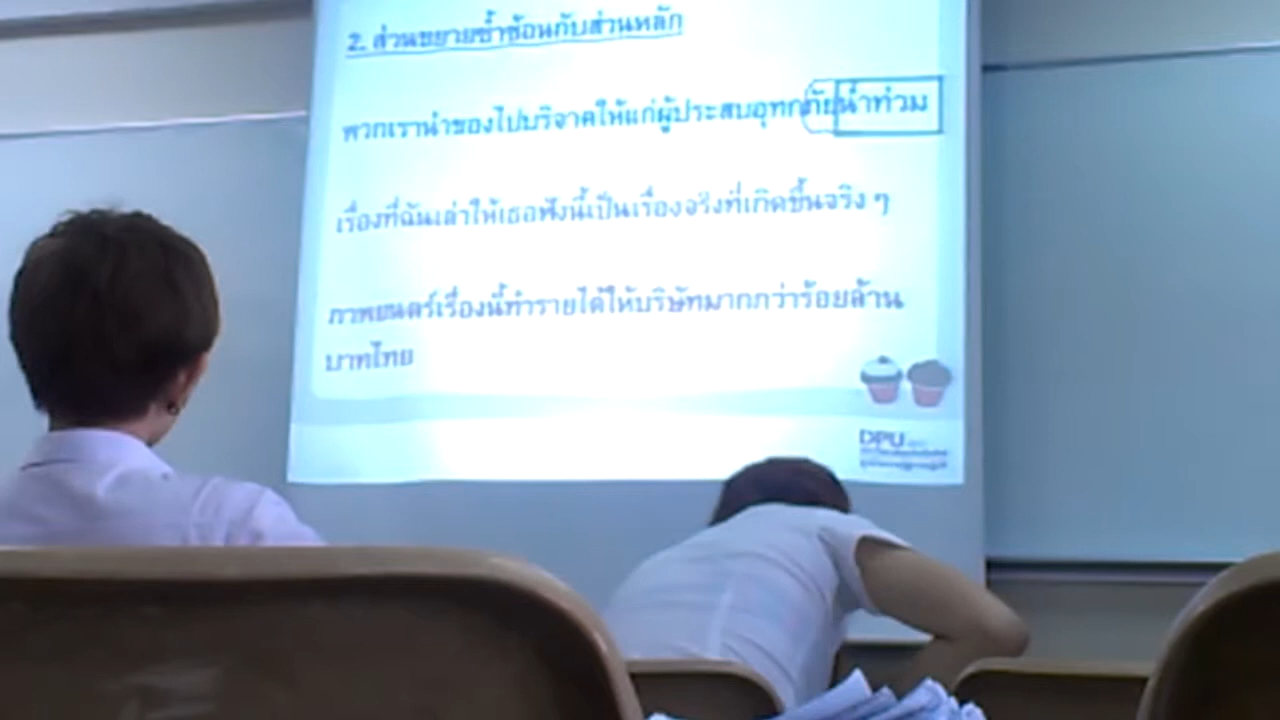 2. ส่วนขยายซ้ำซ้อนกับส่วนหลัก
พวกเรานำของไปบริจาคให้แก่ผู้ประสบอุทกภัยน้ำท่วม
เรื่องที่ฉันเล่าให้เธอฟังนี้เป็นเรื่องจริงที่เกิดขึ้นจริง ๆ
ภาพยนตร์เรื่องนี้ทำรายได้ให้บริษัทมากกว่าร้อยล้าน
บาทไทย
DPU